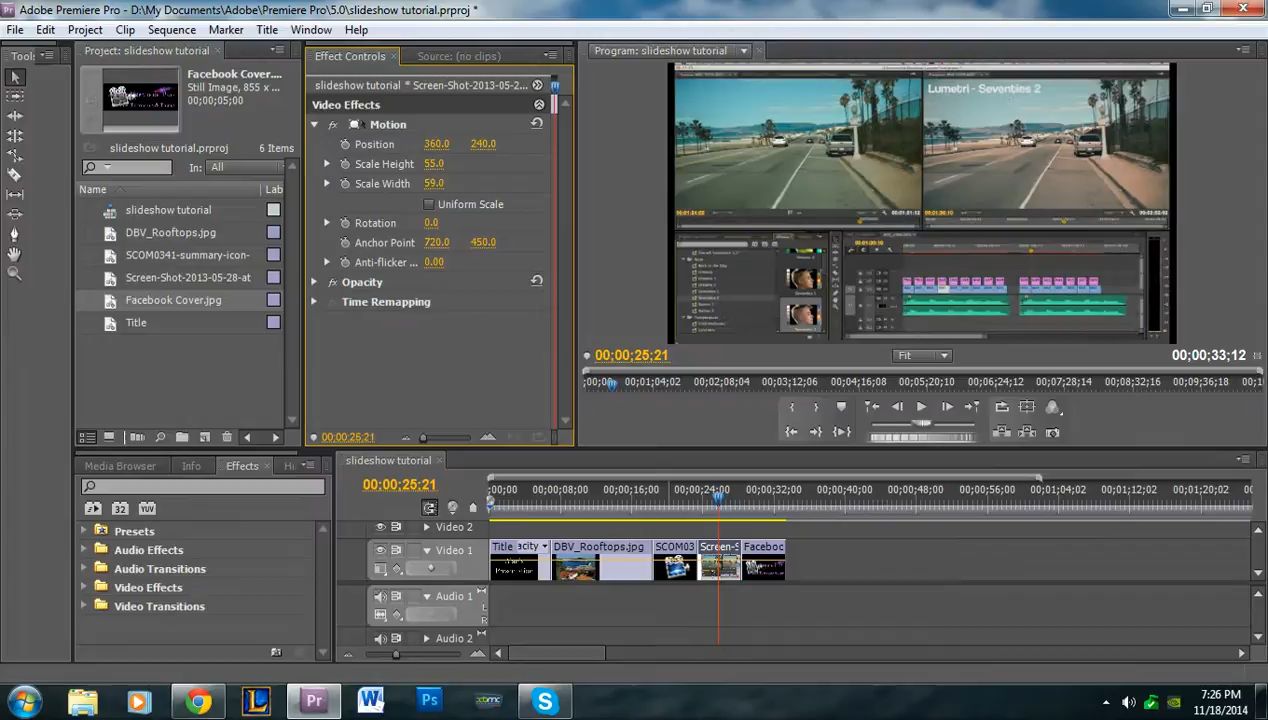 Adobe Premiere Pro - D:\My Documents\Adobe\Premiere Pro\5.0\slideshow tutorial.prproj *
File Edit Project Clip Sequence Marker Title Window Help
Tools
Project: slideshow tutorial
Facebook Cover....
Still Image, 855 x ...
00;00;05;00
slideshow tutorial.prproj 6 Items
In: All
Name Lab
slideshow tutorial
DBV_Rooftops.jpg
SCOM0341-summary-icon-
Screen-Shot-2013-05-28-at
Facebook Cover.jpg
Title
Effect Controls Source: (no clips)
slideshow tutorial * Screen-Shot-2013-05-2...
Video Effects
fx Motion
Position 360.0 240.0
Scale Height 55.0
Scale Width 59.0
Uniform Scale
Rotation 0.0
Anchor Point 720.0 450.0
Anti-flicker ... 0.00
fx Opacity
Time Remapping
00;00;25;21
Program: slideshow tutorial
Lumetri - Seventies 2
00;00;25;21 Fit 00;00;33;12
;00;00 00;01;04;02 00;02;08;04 00;03;12;06 00;04;16;08 00;05;20;10 00;06;24;12 00;07;28;14 00;08;32;16 00;09;36;18 00;1
Media Browser Info Effects Hi
32 YUV
Presets
Audio Effects
Audio Transitions
Video Effects
Video Transitions
slideshow tutorial
00;00;25;21
;00;00 00;00;08;00 00;00;16;00 00;00;24;00 00;00;32;00 00;00;40;00 00;00;48;00 00;00;56;00 00;01;04;02 00;01;12;02 00;01;20;02 00;
Video 2
Video 1
Title acity DBV_Rooftops.jpg SCOM03 Screen-S Faceboc
Audio 1
L
R
Audio 2
Pr W Ps xbmc S
7:26 PM
11/18/2014